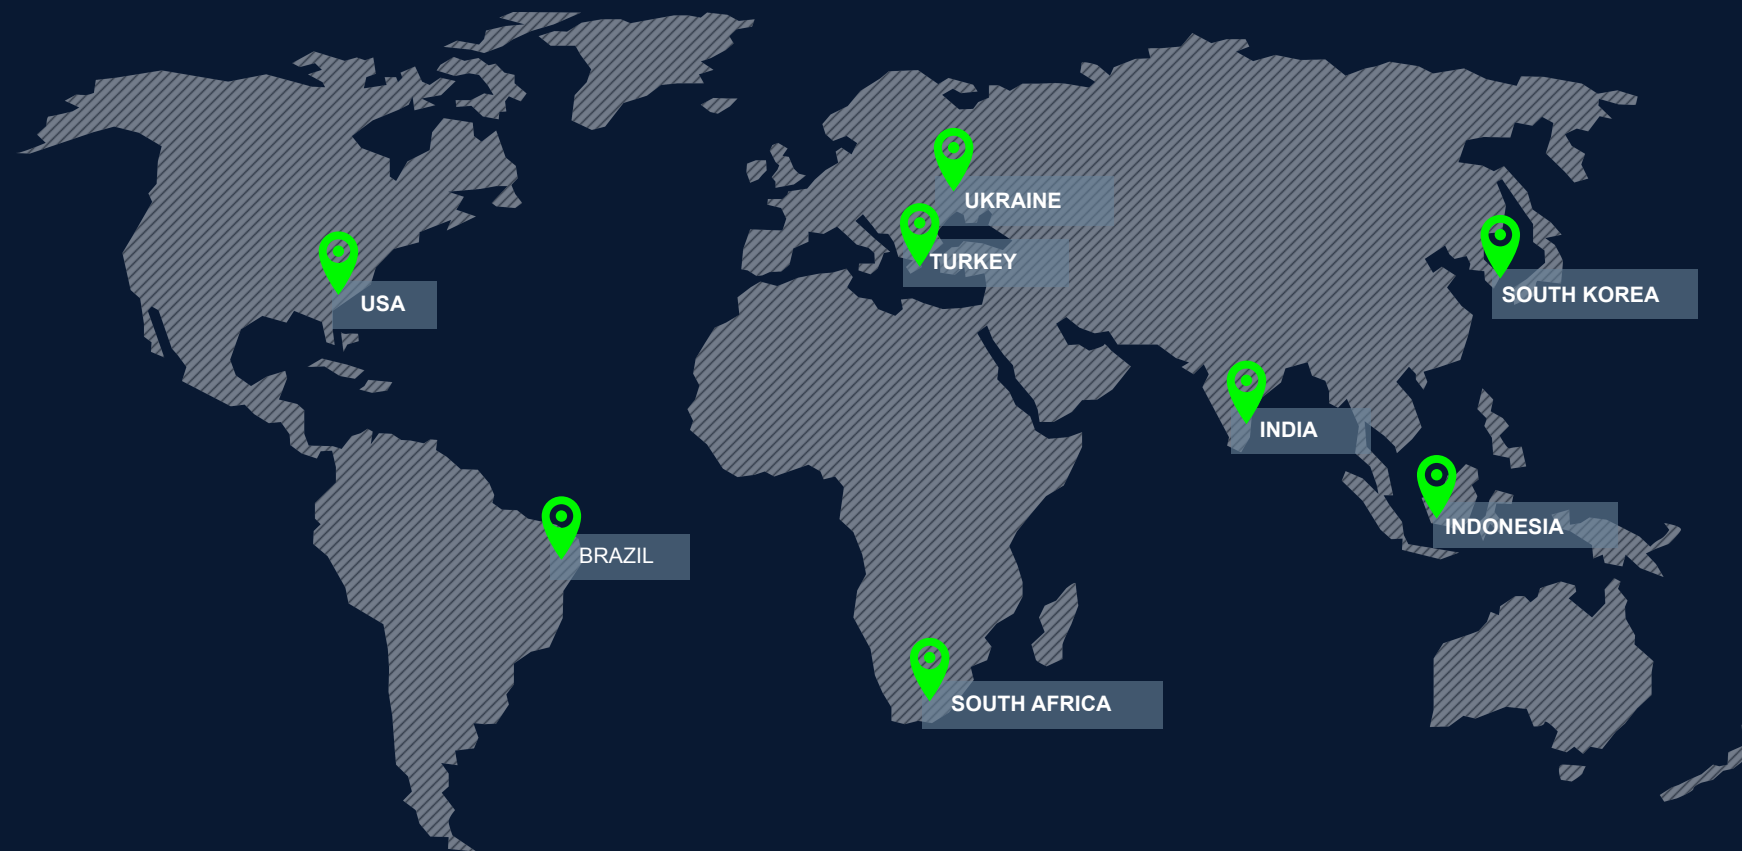 UKRAINE
TURKEY
USA
SOUTH KOREA
INDIA
INDONESIA
BRAZIL
SOUTH AFRICA